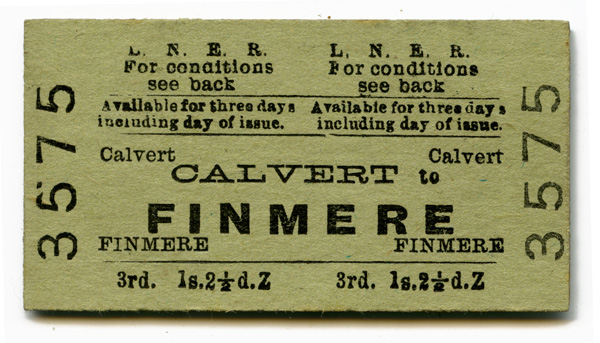 L. N. E. R. L. N. E. R.
For conditions For conditions
see back see back
Available for three days Available for three days
including day of issue. including day of issue.
Calvert Calvert
CALVERT to
FINMERE
FINMERE FINMERE
3rd. 1s.2½d.Z 3rd. 1s.2½d.Z
3575
3575